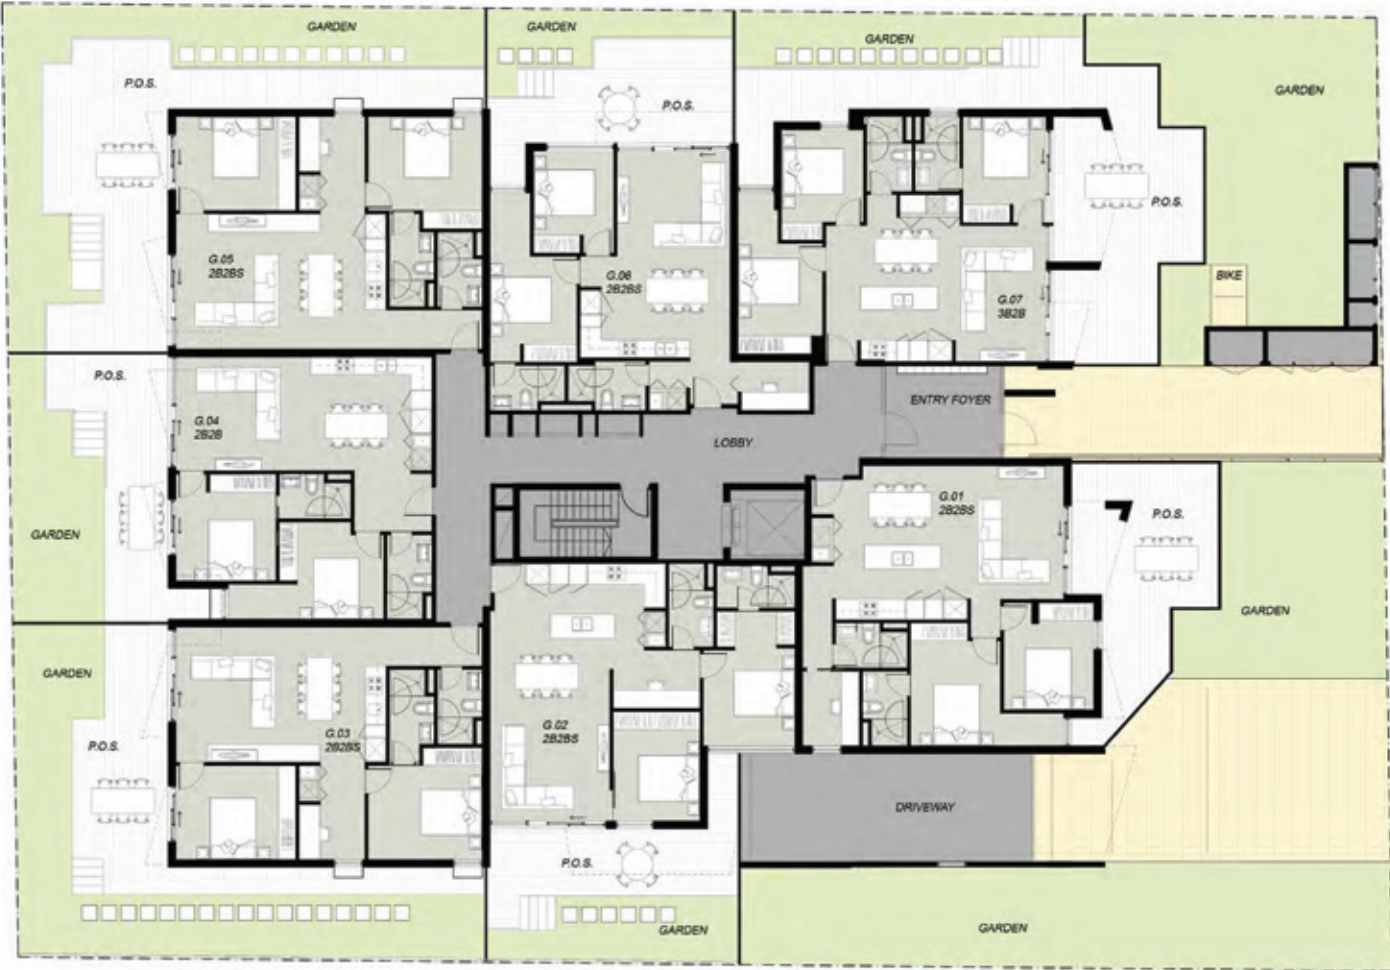 GARDEN
GARDEN
GARDEN
GARDEN
P.O.S.
P.O.S.
P.O.S.
G.05
2B2BS
G.06
2B2BS
G.07
3B2B
BIKE
P.O.S.
G.04
2B2B
ENTRY FOYER
LOBBY
G.01
2B2BS
P.O.S.
GARDEN
GARDEN
GARDEN
P.O.S.
G.03
2B2BS
G.02
2B2BS
DRIVEWAY
P.O.S.
GARDEN
GARDEN